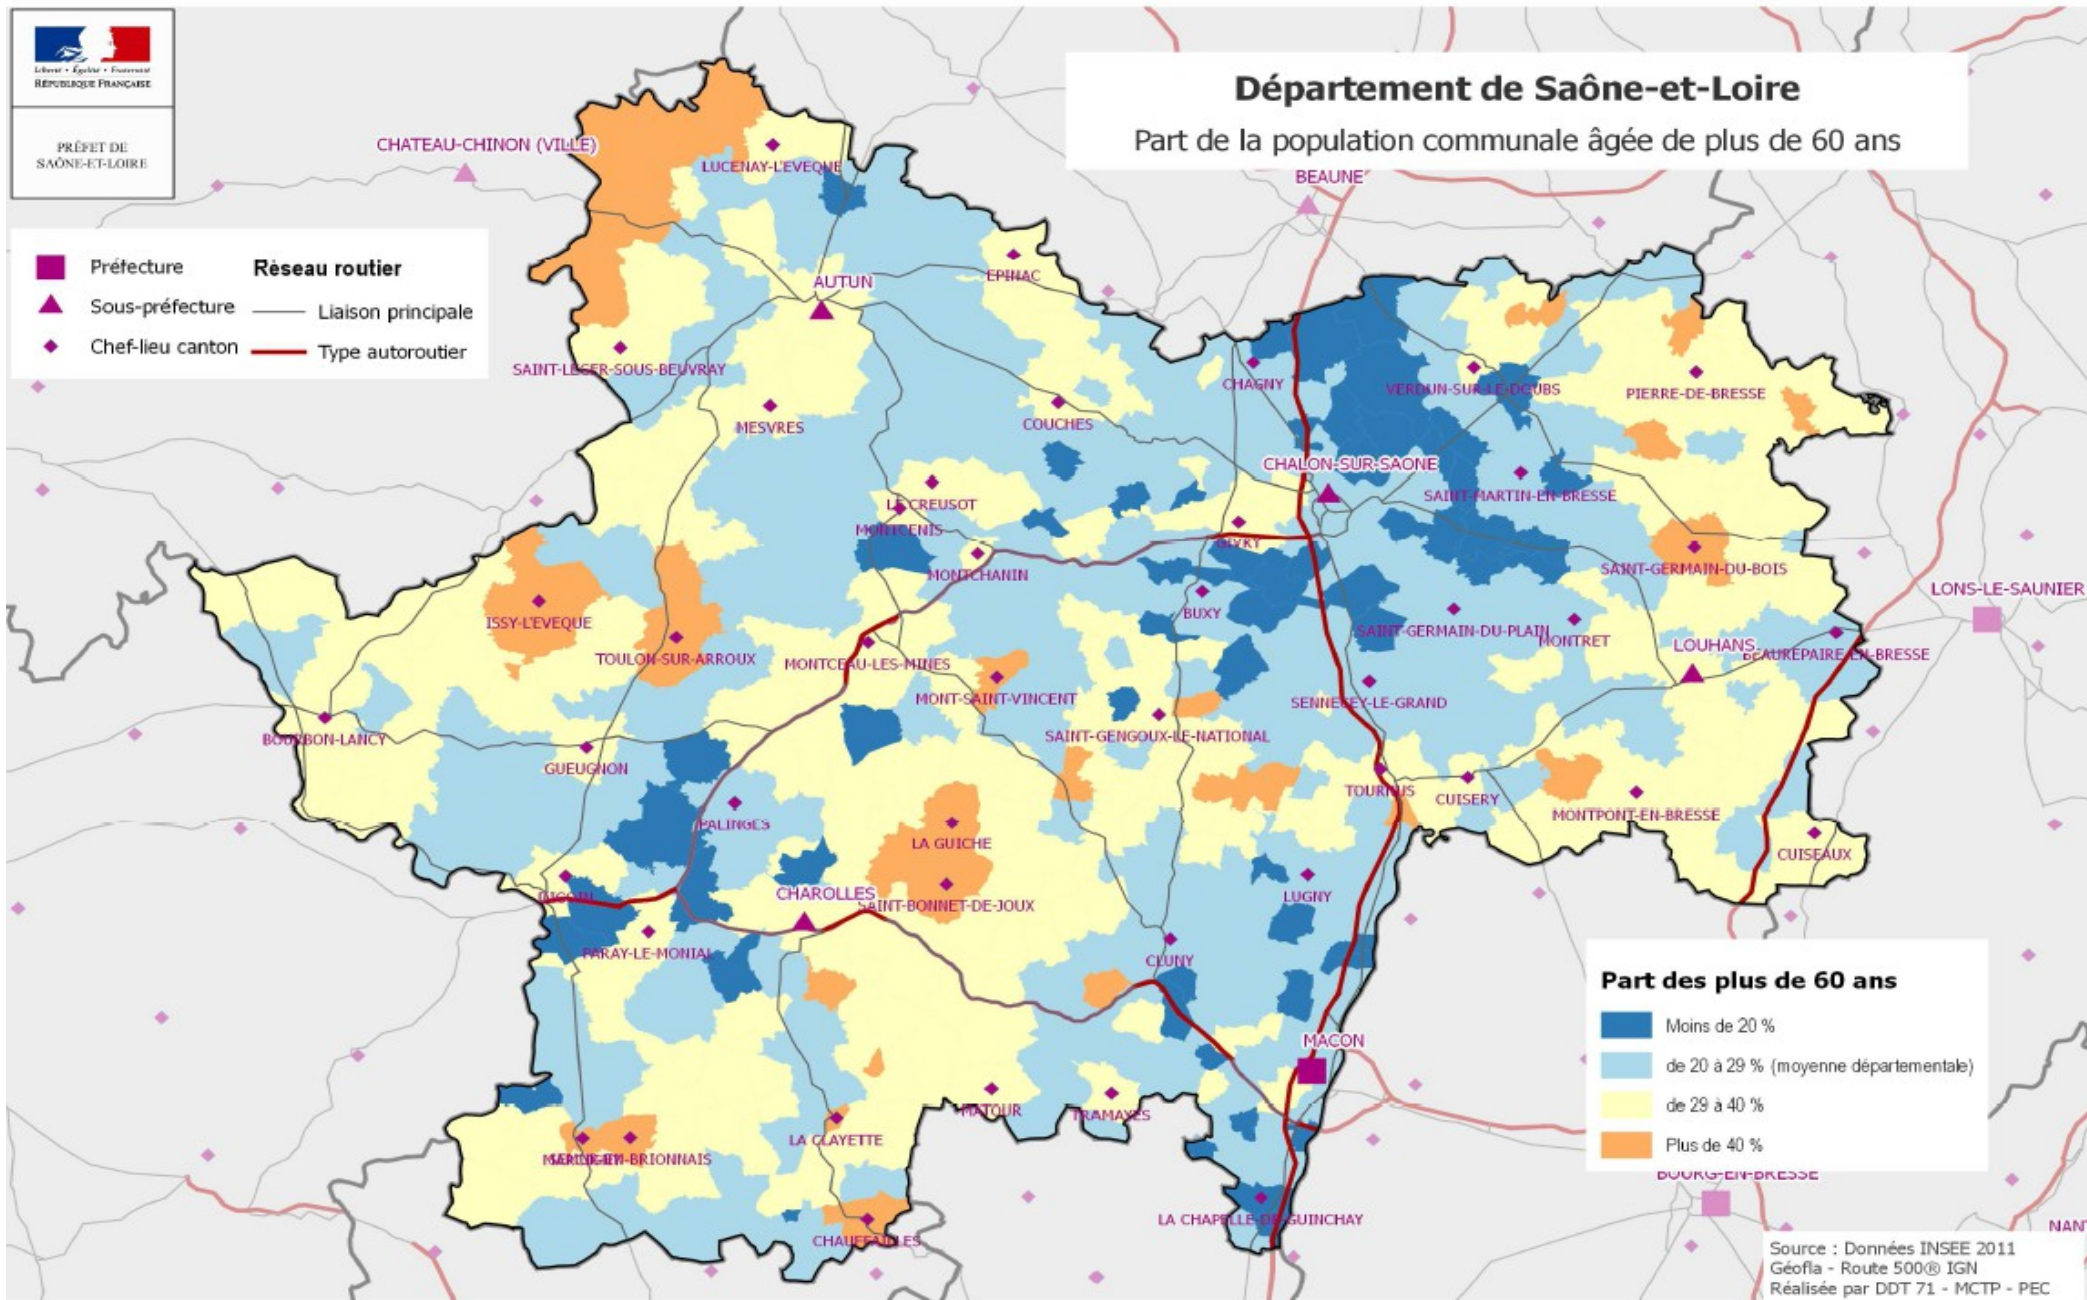 Liberté • Égalité • Fraternité
RÉPUBLIQUE FRANÇAISE
PRÉFET DE
SAÔNE-ET-LOIRE
Département de Saône-et-Loire
Part de la population communale âgée de plus de 60 ans
CHATEAU-CHINON (VILLE)
LUCENAY-L'EVEQUE
BEAUNE
Préfecture
Sous-préfecture
Chef-lieu canton
Rèseau routier
Liaison principale
Type autoroutier
EPINAC
AUTUN
SAINT-LEGER-SOUS-BEUVRAY
CHAGNY
VERDUN-SUR-LE-DOUBS
PIERRE-DE-BRESSE
MESVRES
COUCHES
CHALON-SUR-SAONE
SAINT-MARTIN-EN-BRESSE
LE CREUSOT
MONTCENIS
GIVRY
MONTCHANIN
SAINT-GERMAIN-DU-BOIS
LONS-LE-SAUNIER
BUXY
ISSY-L'EVEQUE
SAINT-GERMAIN-DU-PLAIN
MONTRET
LOUHANS
BEAUREPAIRE-EN-BRESSE
TOULON-SUR-ARROUX
MONTCEAU-LES-MINES
MONT-SAINT-VINCENT
SENNECEY-LE-GRAND
BOURBON-LANCY
SAINT-GENGOUX-LE-NATIONAL
GUEUGNON
TOURNUS
CUISERY
MONTPONT-EN-BRESSE
PALINGES
LA GUICHE
CUISEAUX
DIGOIN
CHAROLLES
SAINT-BONNET-DE-JOUX
LUGNY
PARAY-LE-MONIAL
CLUNY
MACON
MATOUR
TRAMAYES
LA CLAYETTE
MARCIGNY
SEMUR-EN-BRIONNAIS
LA CHAPELLE-DE-GUINCHAY
CHAUFFAILLES
Part des plus de 60 ans
Moins de 20 %
de 20 à 29 % (moyenne départementale)
de 29 à 40 %
Plus de 40 %
BOURG-EN-BRESSE
NAN
Source : Données INSEE 2011
Géofla - Route 500® IGN
Réalisée par DDT 71 - MCTP - PEC